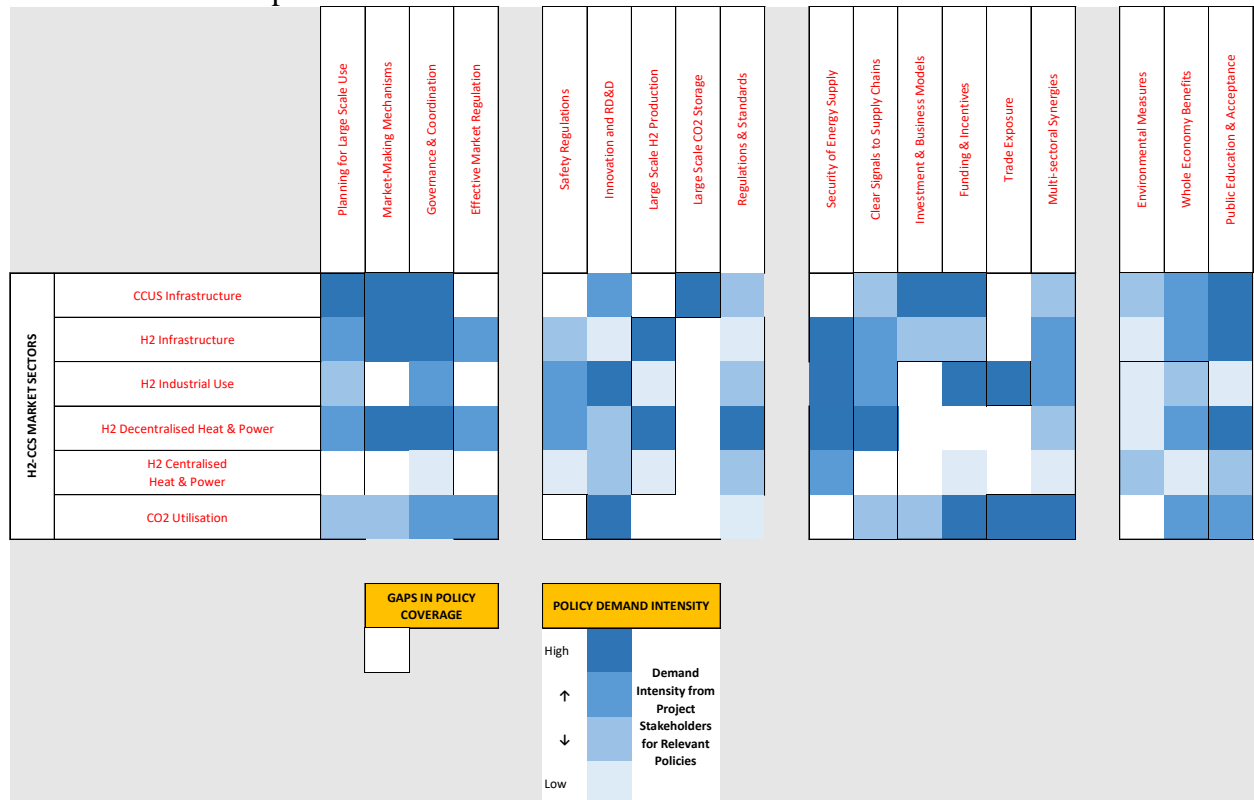 Planning for Large Scale Use
Market-Making Mechanisms
Governance & Coordination
Effective Market Regulation
Safety Regulations
Innovation and RD&D
Large Scale H2 Production
Large Scale CO2 Storage
Regulations & Standards
Security of Energy Supply
Clear Signals to Supply Chains
Investment & Business Models
Funding & Incentives
Trade Exposure
Multi-sectoral Synergies
Environmental Measures
Whole Economy Benefits
Public Education & Acceptance
H2-CCS MARKET SECTORS
CCUS Infrastructure
H2 Infrastructure
H2 Industrial Use
H2 Decentralised Heat & Power
H2 Centralised
Heat & Power
CO2 Utilisation
GAPS IN POLICY
COVERAGE
POLICY DEMAND INTENSITY
High
↑
↓
Low
Demand
Intensity from
Project
Stakeholders
for Relevant
Policies